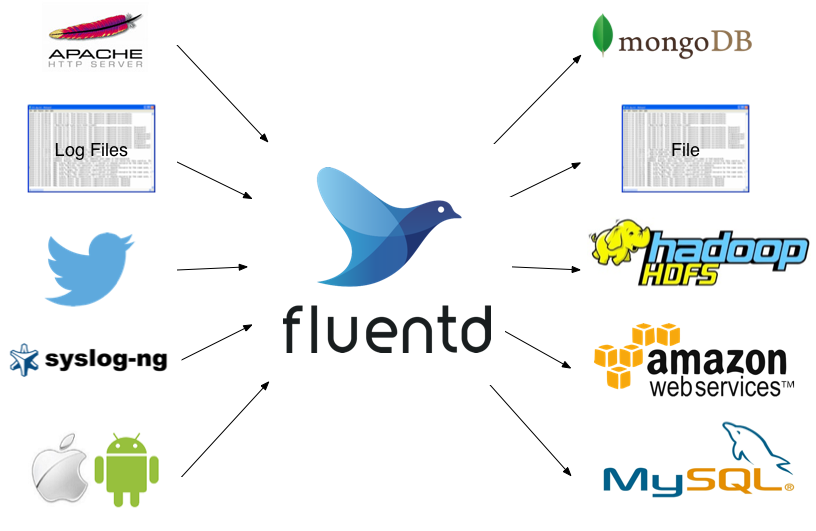 APACHE
HTTP SERVER
Log Files
syslog-ng
fluentd
mongoDB
File
hadoop
HDFS
amazon
webservices™
MySQL®